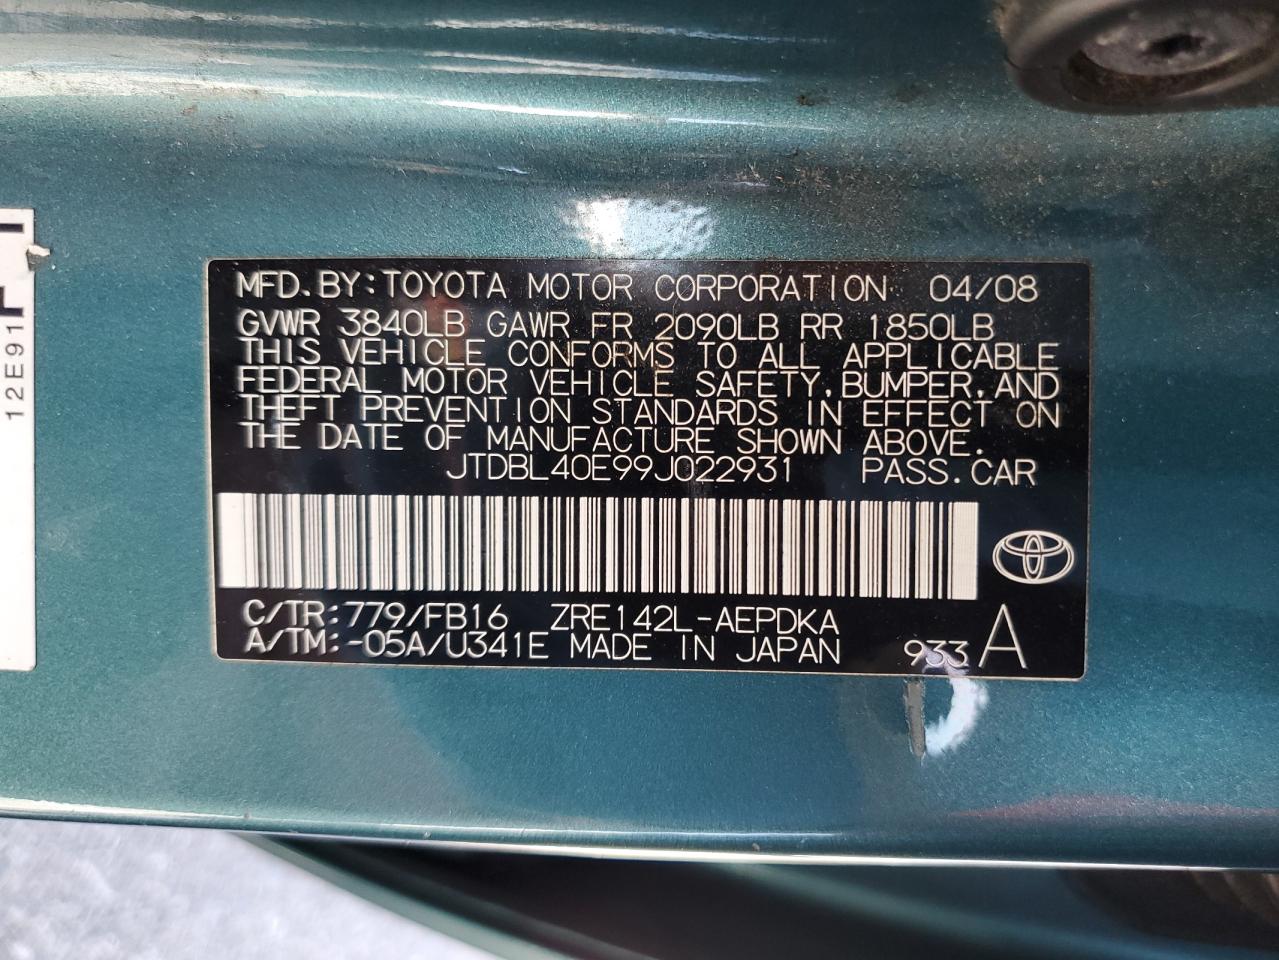 12E91
MFD.BY:TOYOTA MOTOR CORPORATION 04/08
GVWR 3840LB GAWR FR 2090LB RR 1850LB
THIS VEHICLE CONFORMS TO ALL APPLICABLE
FEDERAL MOTOR VEHICLE SAFETY,BUMPER,AND
THEFT PREVENTION STANDARDS IN EFFECT ON
THE DATE OF MANUFACTURE SHOWN ABOVE.
JTDBL40E99J022931 PASS.CAR
C/TR:779/FB16 ZRE142L-AEPDKA
A/TM:-05A/U341E MADE IN JAPAN 933 A